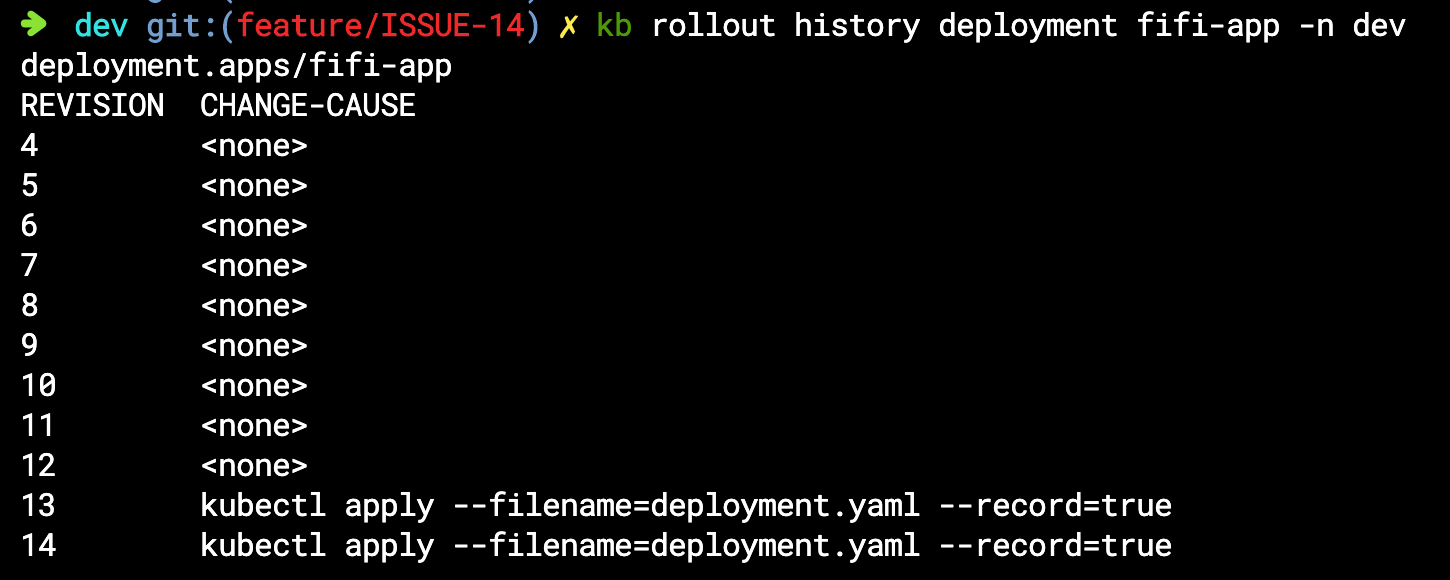 ➜ dev git:(feature/ISSUE-14) ✗ kb rollout history deployment fifi-app -n dev
deployment.apps/fifi-app
REVISION  CHANGE-CAUSE
4         <none>
5         <none>
6         <none>
7         <none>
8         <none>
9         <none>
10        <none>
11        <none>
12        <none>
13        kubectl apply --filename=deployment.yaml --record=true
14        kubectl apply --filename=deployment.yaml --record=true